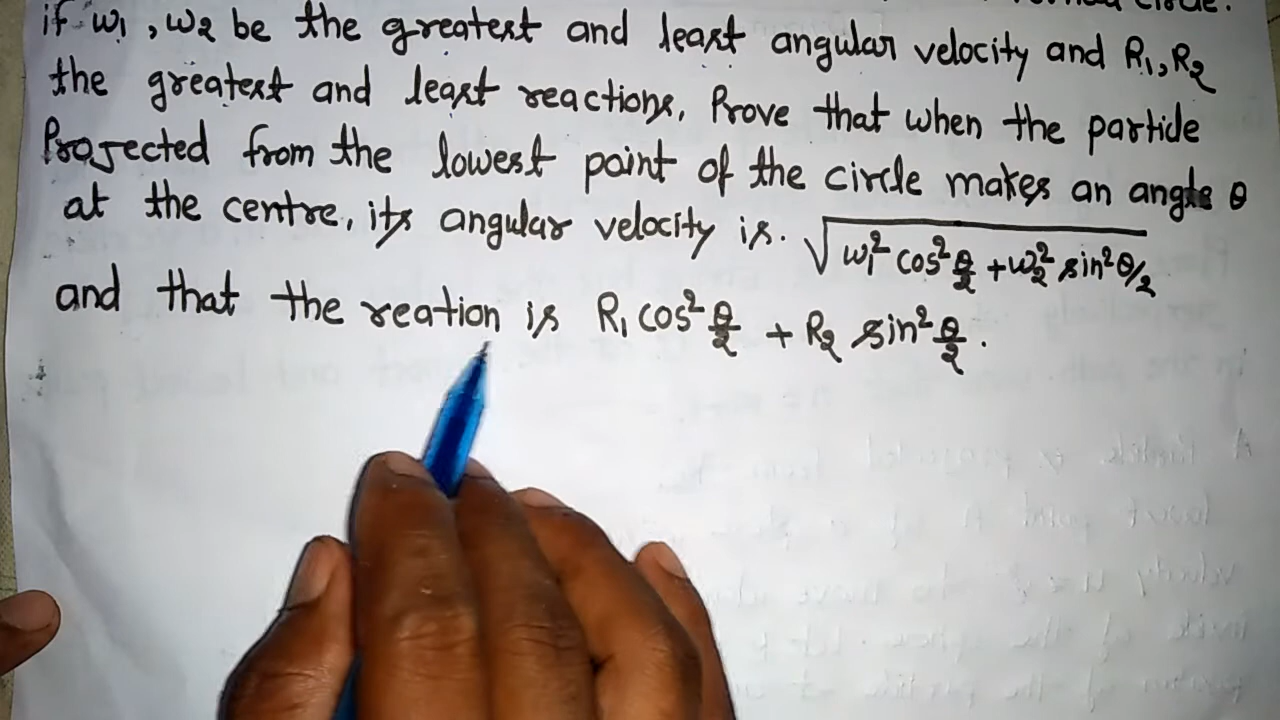 circle.
if ω1, ω2 be the greatest and least angular velocity and R1, R2
the greatest and least reactions, Prove that when the particle
Projected from the lowest point of the circle makes an angle θ
at the centre, its angular velocity is. √ω1² cos² θ/2 + ω2² sin² θ/2
and that the reation is R1 cos² θ/2 + R2 sin² θ/2.